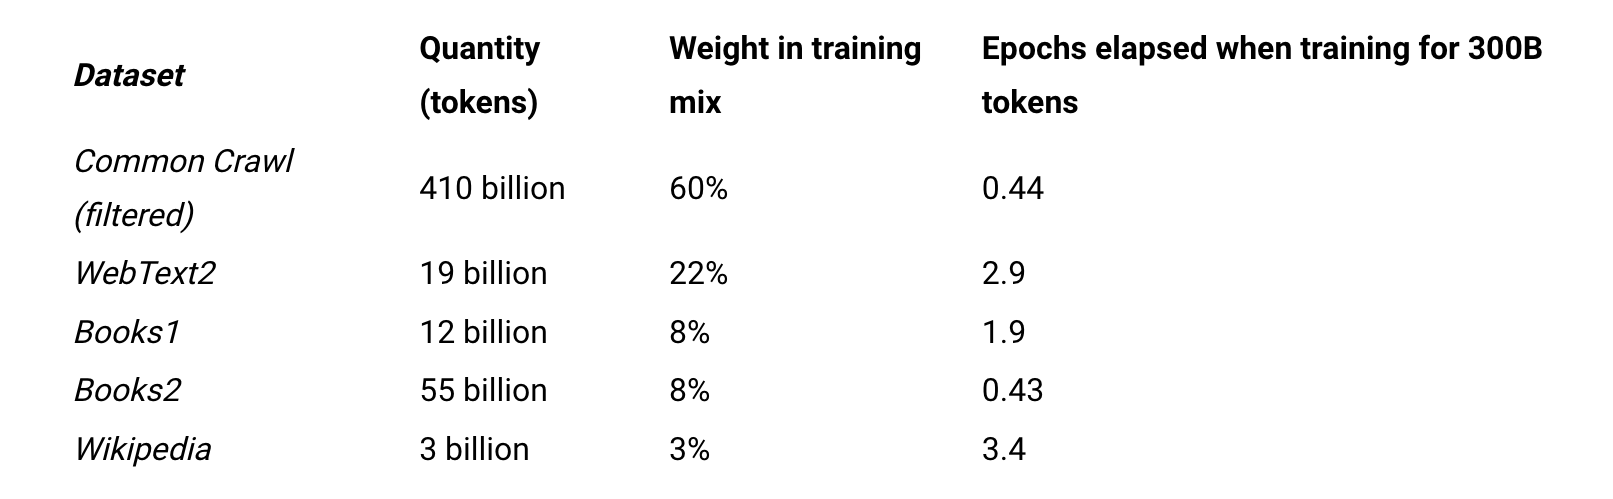 Dataset
Quantity
(tokens)
Weight in training
mix
Epochs elapsed when training for 300B
tokens
Common Crawl
(filtered)
410 billion
60%
0.44
WebText2
19 billion
22%
2.9
Books1
12 billion
8%
1.9
Books2
55 billion
8%
0.43
Wikipedia
3 billion
3%
3.4